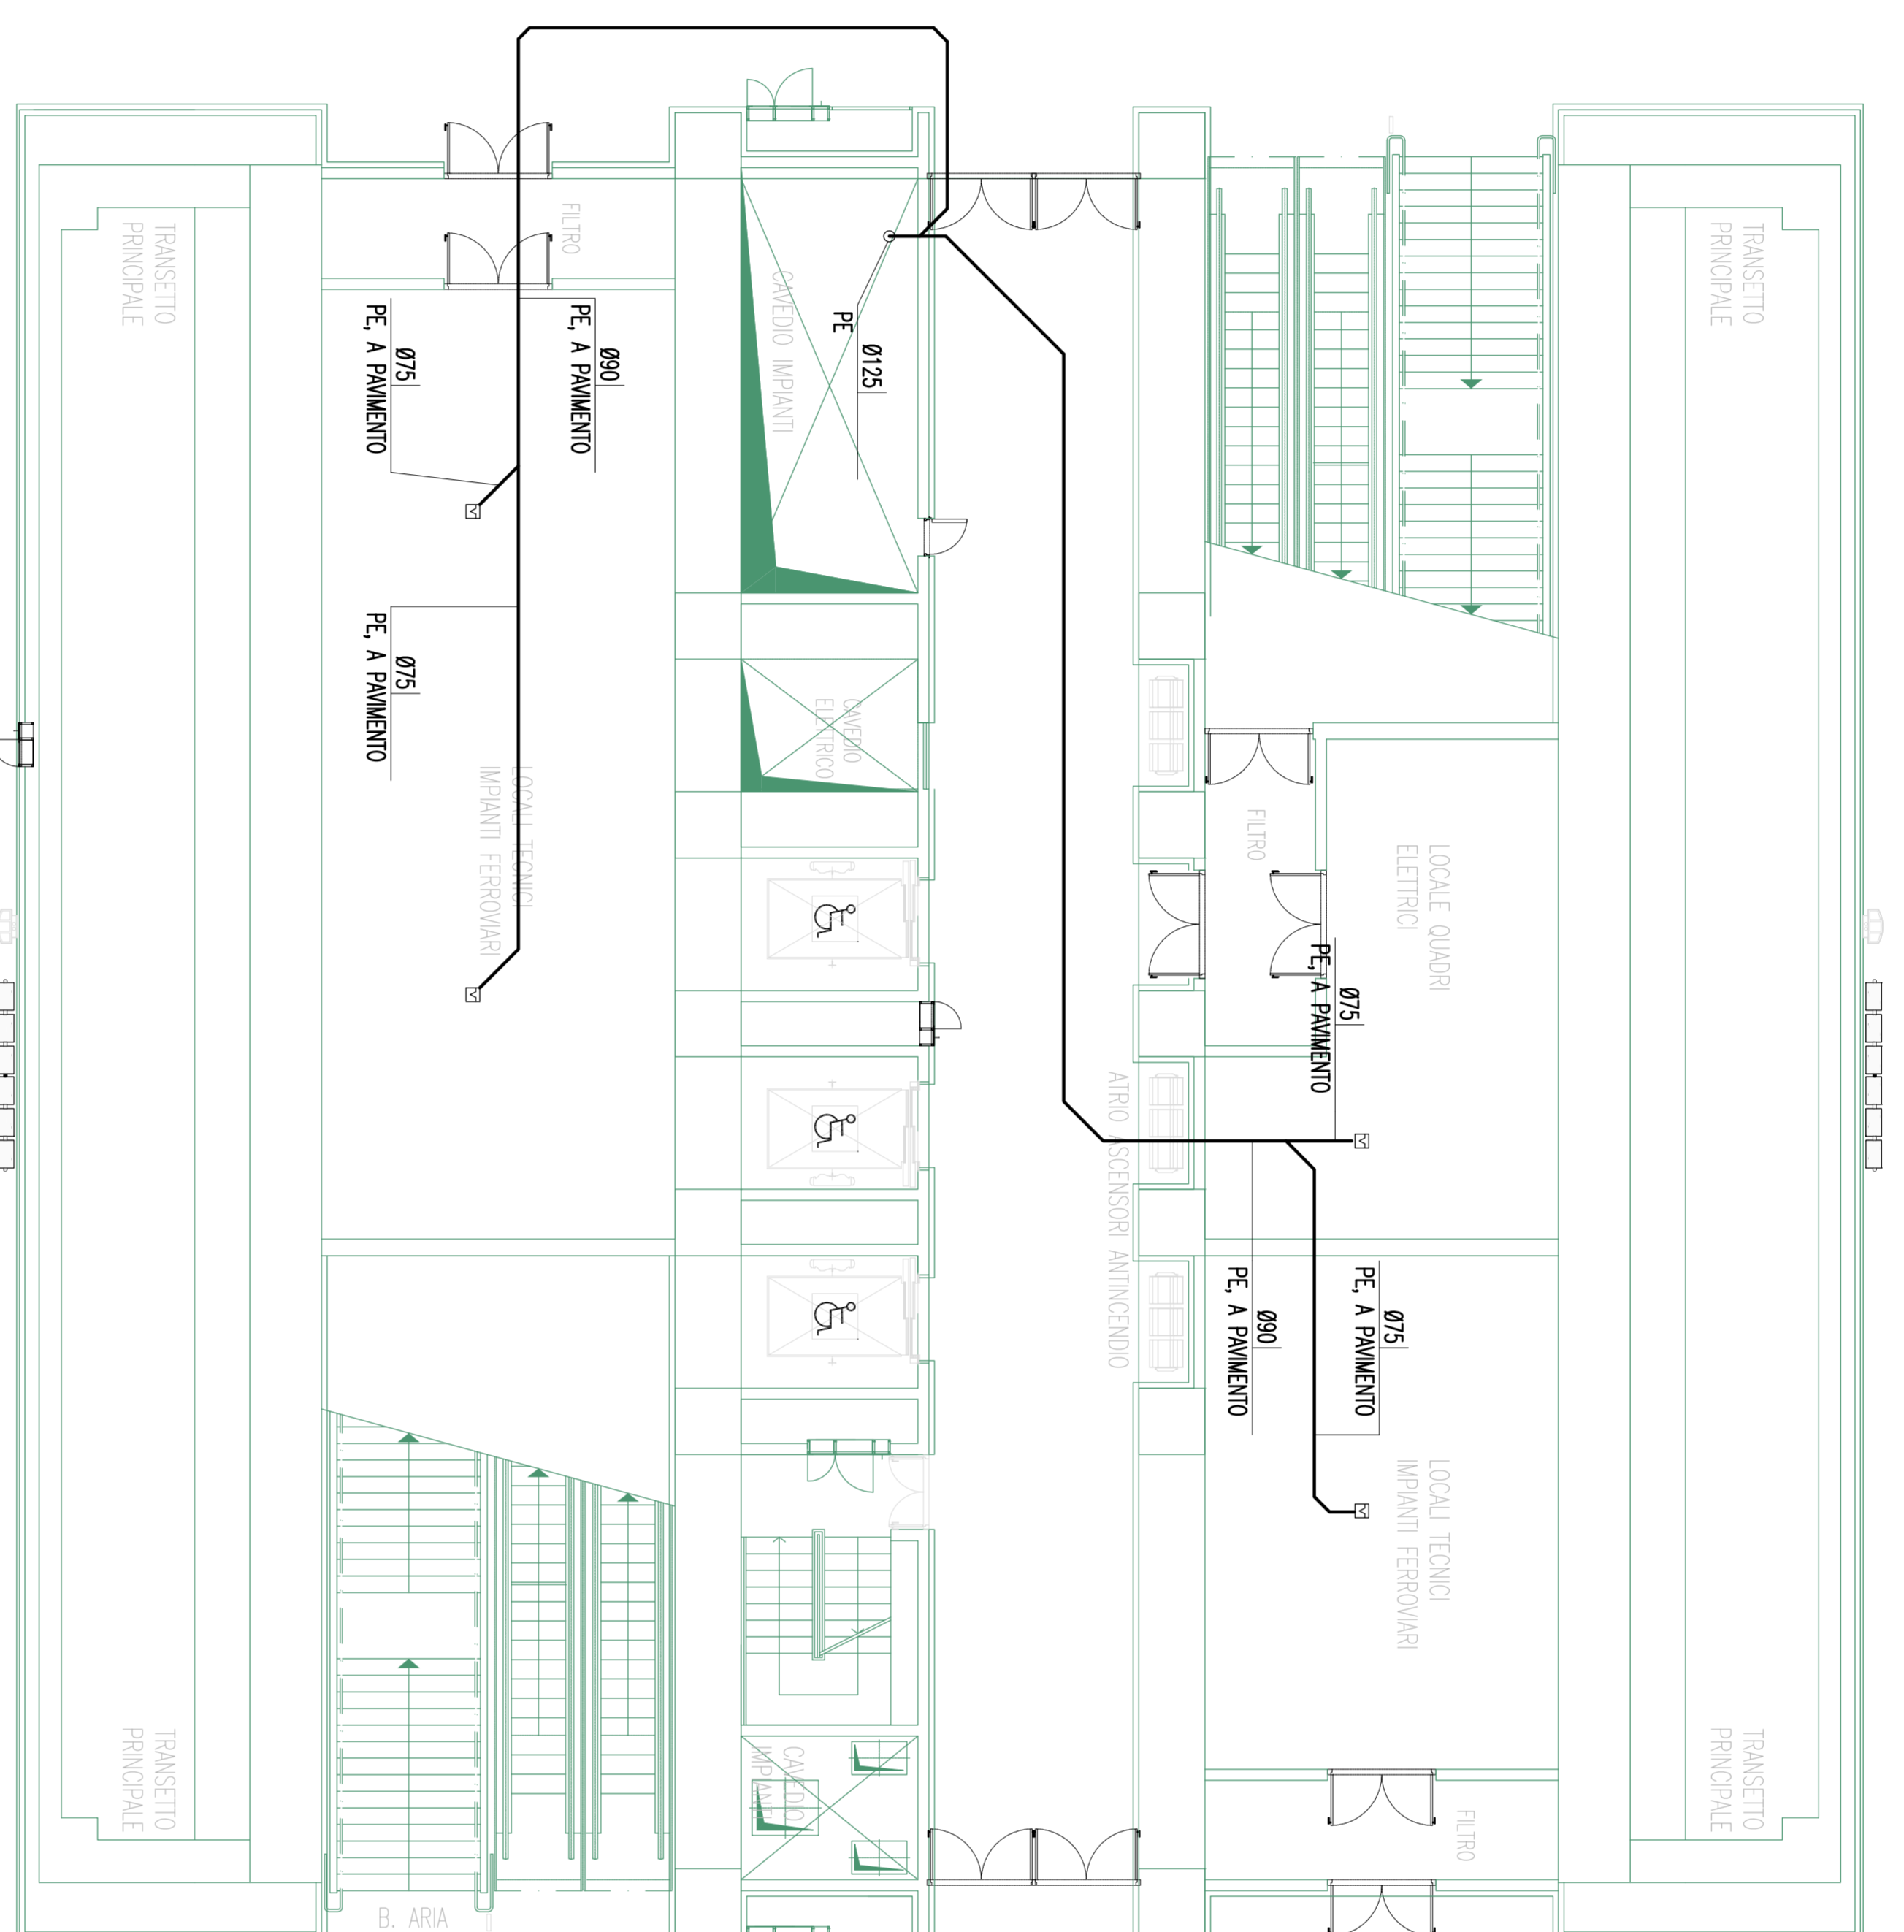 TRANSETTO
PRINCIPALE
FILTRO
Ø90
PE, A PAVIMENTO
Ø75
PE, A PAVIMENTO
CAVEDIO IMPIANTI
Ø125
PE
TRANSETTO
PRINCIPALE
Ø75
PE, A PAVIMENTO
CAVEDIO
ELETTRICO
LOCALI TECNICI
IMPIANTI FERROVIARI
FILTRO
LOCALE QUADRI
ELETTRICI
Ø75
PE, A PAVIMENTO
ATRIO ASCENSORI ANTINCENDIO
Ø90
PE, A PAVIMENTO
Ø75
PE, A PAVIMENTO
LOCALI TECNICI
IMPIANTI FERROVIARI
TRANSETTO
PRINCIPALE
CAVEDIO
IMPIANTI
FILTRO
TRANSETTO
PRINCIPALE
B. ARIA